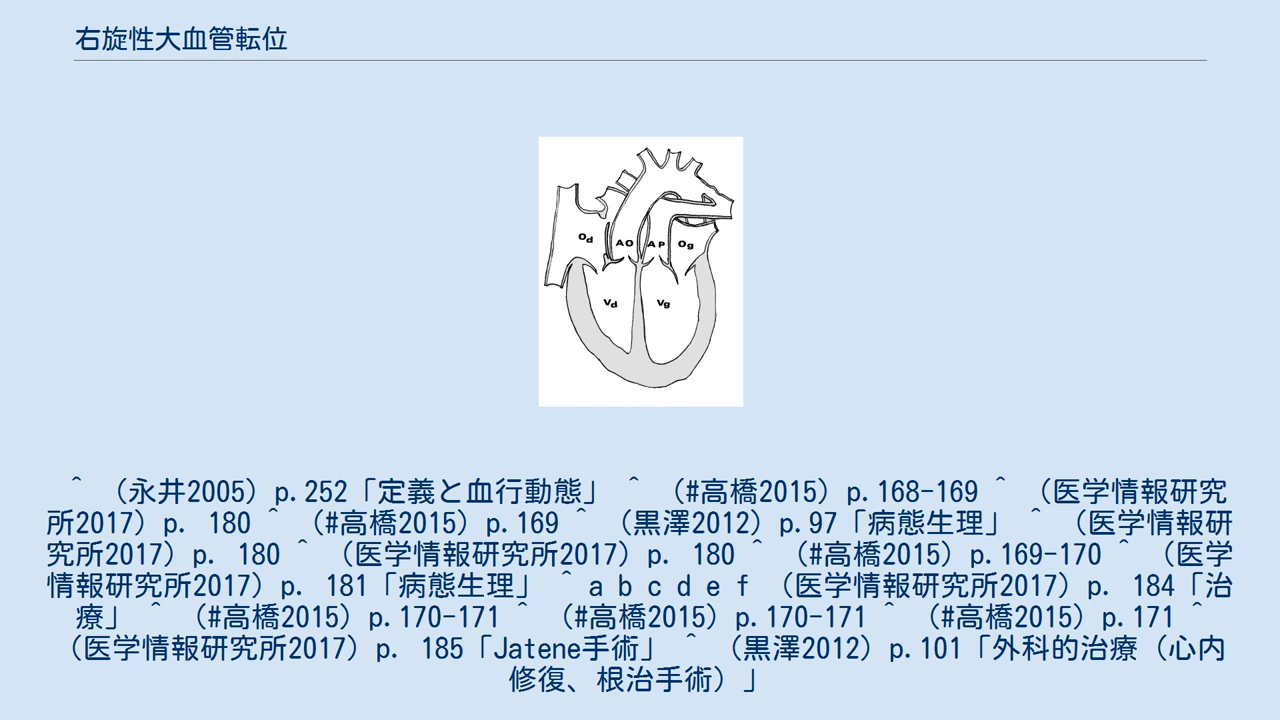 右旋性大血管転位
Od
AO
AP
Og
Vd
Vg
^ （永井2005）p.252「定義と血行動態」 ^ （#高橋2015）p.168-169 ^ （医学情報研究
所2017）p. 180 ^ （#高橋2015）p.169 ^ （黒澤2012）p.97「病態生理」 ^ （医学情報研
究所2017）p. 180 ^ （医学情報研究所2017）p. 180 ^ （#高橋2015）p.169-170 ^ （医学
情報研究所2017）p. 181「病態生理」 ^ a b c d e f （医学情報研究所2017）p. 184「治
療」 ^ （#高橋2015）p.170-171 ^ （#高橋2015）p.170-171 ^ （#高橋2015）p.171 ^
（医学情報研究所2017）p. 185「Jatene手術」 ^ （黒澤2012）p.101「外科的治療（心内
修復、根治手術）」